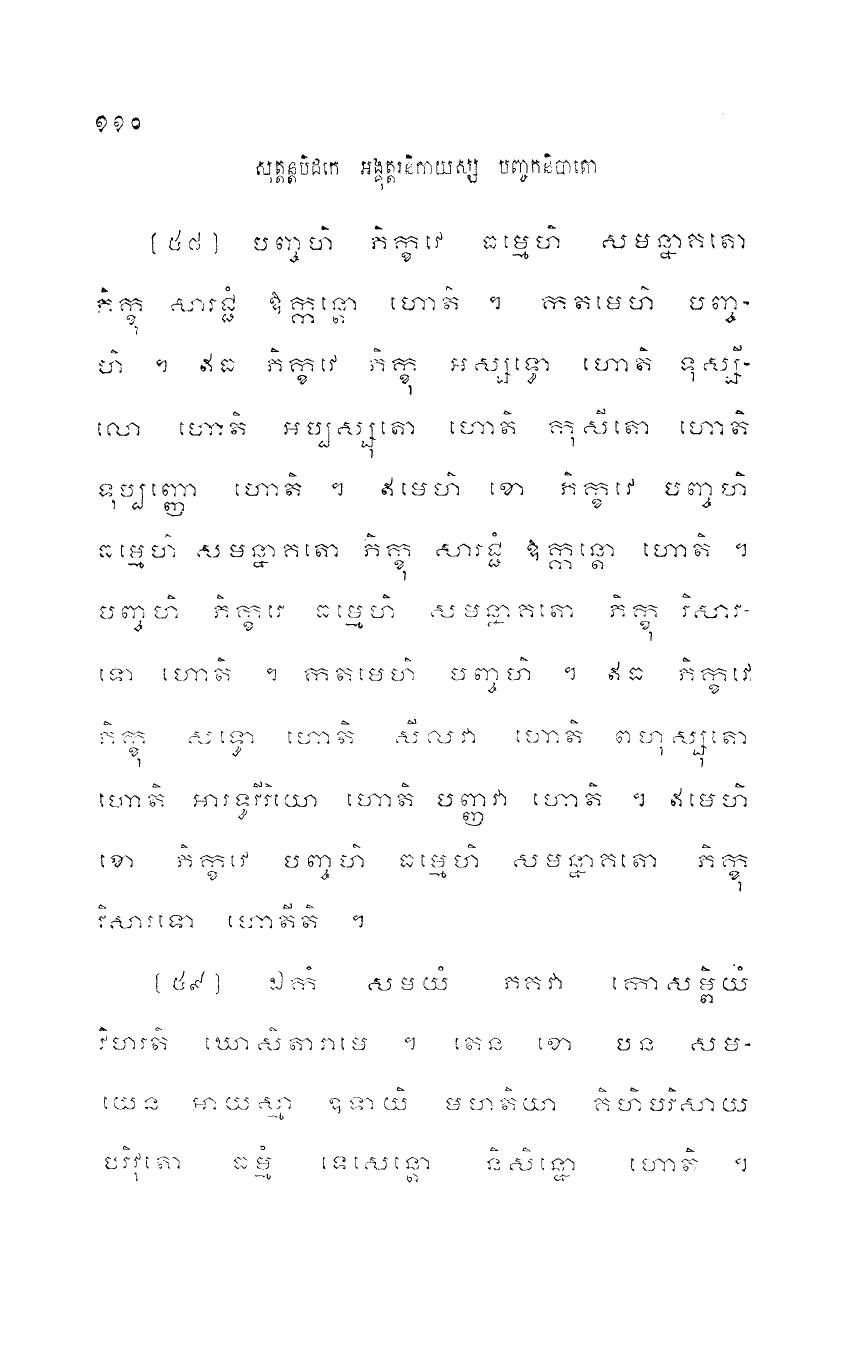 ១១០
សុត្តន្តបិដកេ អង្គុត្តរនិកាយស្ស បញ្ចកនិបាតោ
[៥៨] បញ្ចហិ ភិក្ខវេ ធម្មេហិ សមន្នាគតោ
ភិក្ខុ សារជ្ជំ ឱក្កន្តោ ហោតិ ។ កតមេហិ បញ្ច-
ហិ ។ ឥធ ភិក្ខវេ ភិក្ខុ អស្សទ្ធោ ហោតិ ទុស្សី-
លោ ហោតិ អប្បស្សុតោ ហោតិ កុសីតោ ហោតិ
ទុប្បញ្ញោ ហោតិ ។ ឥមេហិ ខោ ភិក្ខវេ បញ្ចហិ
ធម្មេហិ សមន្នាគតោ ភិក្ខុ សារជ្ជំ ឱក្កន្តោ ហោតិ ។
បញ្ចហិ ភិក្ខវេ ធម្មេហិ សមន្នាគតោ ភិក្ខុ វិសារ-
ទោ ហោតិ ។ កតមេហិ បញ្ចហិ ។ ឥធ ភិក្ខវេ
ភិក្ខុ សទ្ធោ ហោតិ សីលវា ហោតិ ពហុស្សុតោ
ហោតិ អារទ្ធវីរិយោ ហោតិ បញ្ញវា ហោតិ ។ ឥមេហិ
ខោ ភិក្ខវេ បញ្ចហិ ធម្មេហិ សមន្នាគតោ ភិក្ខុ
វិសារទោ ហោតីតិ ។
[៥៩] ឯកំ សមយំ ភគវា កោសម្ពិយំ
វិហរតិ ឃោសិតារាមេ ។ តេន ខោ បន សម-
យេន អាយស្មា ឧទាយិ មហតិយា គិហិបរិសាយ
បរិវុតោ ធម្មំ ទេសេន្តោ និសិន្នោ ហោតិ ។